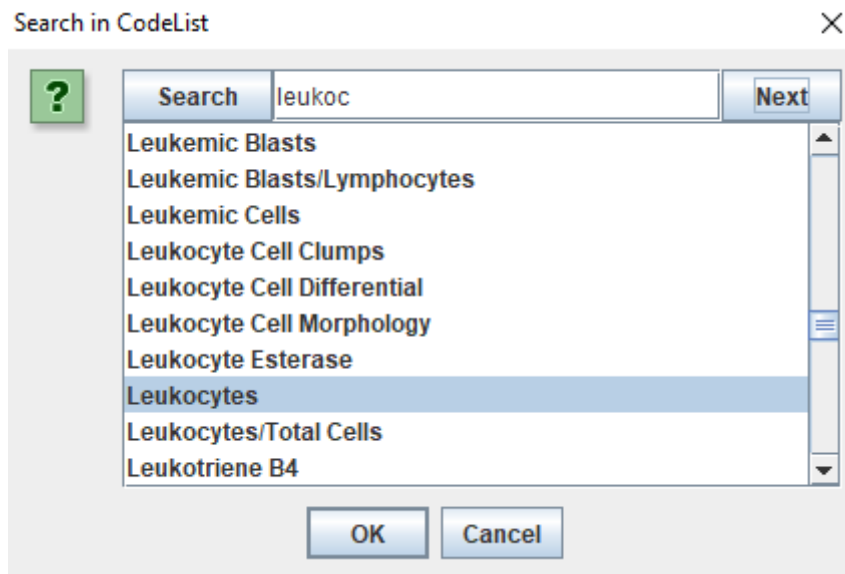 Search in CodeList
?
Search leukoc Next
Leukemic Blasts
Leukemic Blasts/Lymphocytes
Leukemic Cells
Leukocyte Cell Clumps
Leukocyte Cell Differential
Leukocyte Cell Morphology
Leukocyte Esterase
Leukocytes
Leukocytes/Total Cells
Leukotriene B4
OK Cancel